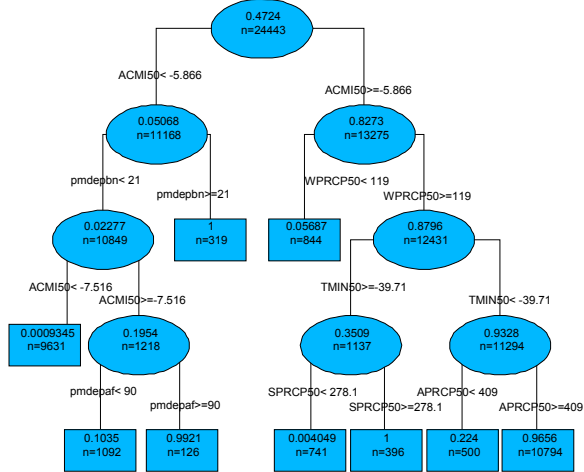 0.4724
n=24443
ACMI50< -5.866
ACMI50>=-5.866
0.05068
n=11168
0.8273
n=13275
pmdepbn< 21
pmdepbn>=21
WPRCP50< 119
WPRCP50>=119
0.02277
n=10849
1
n=319
0.05687
n=844
0.8796
n=12431
ACMI50< -7.516
ACMI50>=-7.516
TMIN50>=-39.71
TMIN50< -39.71
0.0009345
n=9631
0.1954
n=1218
0.3509
n=1137
0.9328
n=11294
pmdepaf< 90
pmdepaf>=90
SPRCP50< 278.1
SPRCP50>=278.1
APRCP50< 409
APRCP50>=409
0.1035
n=1092
0.9921
n=126
0.004049
n=741
1
n=396
0.224
n=500
0.9656
n=10794